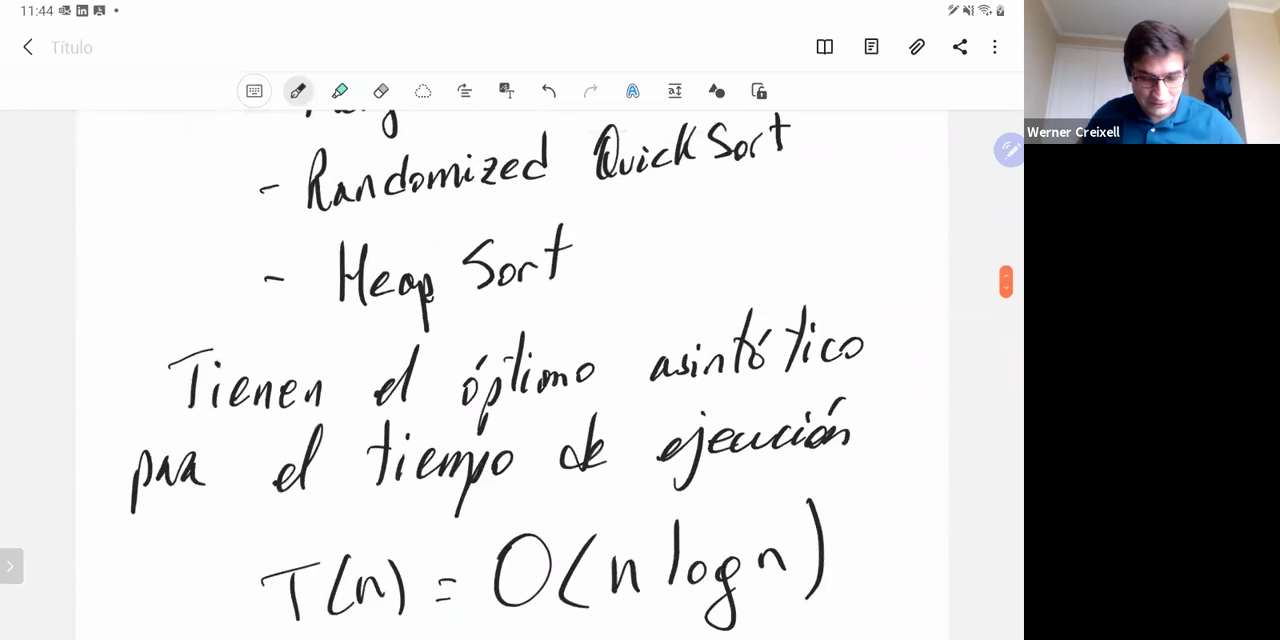 11:44
Título
- Randomized QuickSort
- Heap Sort
Tienen el óptimo asintótico
para el tiempo de ejecución
T(n) = O(n log n)
Werner Creixell